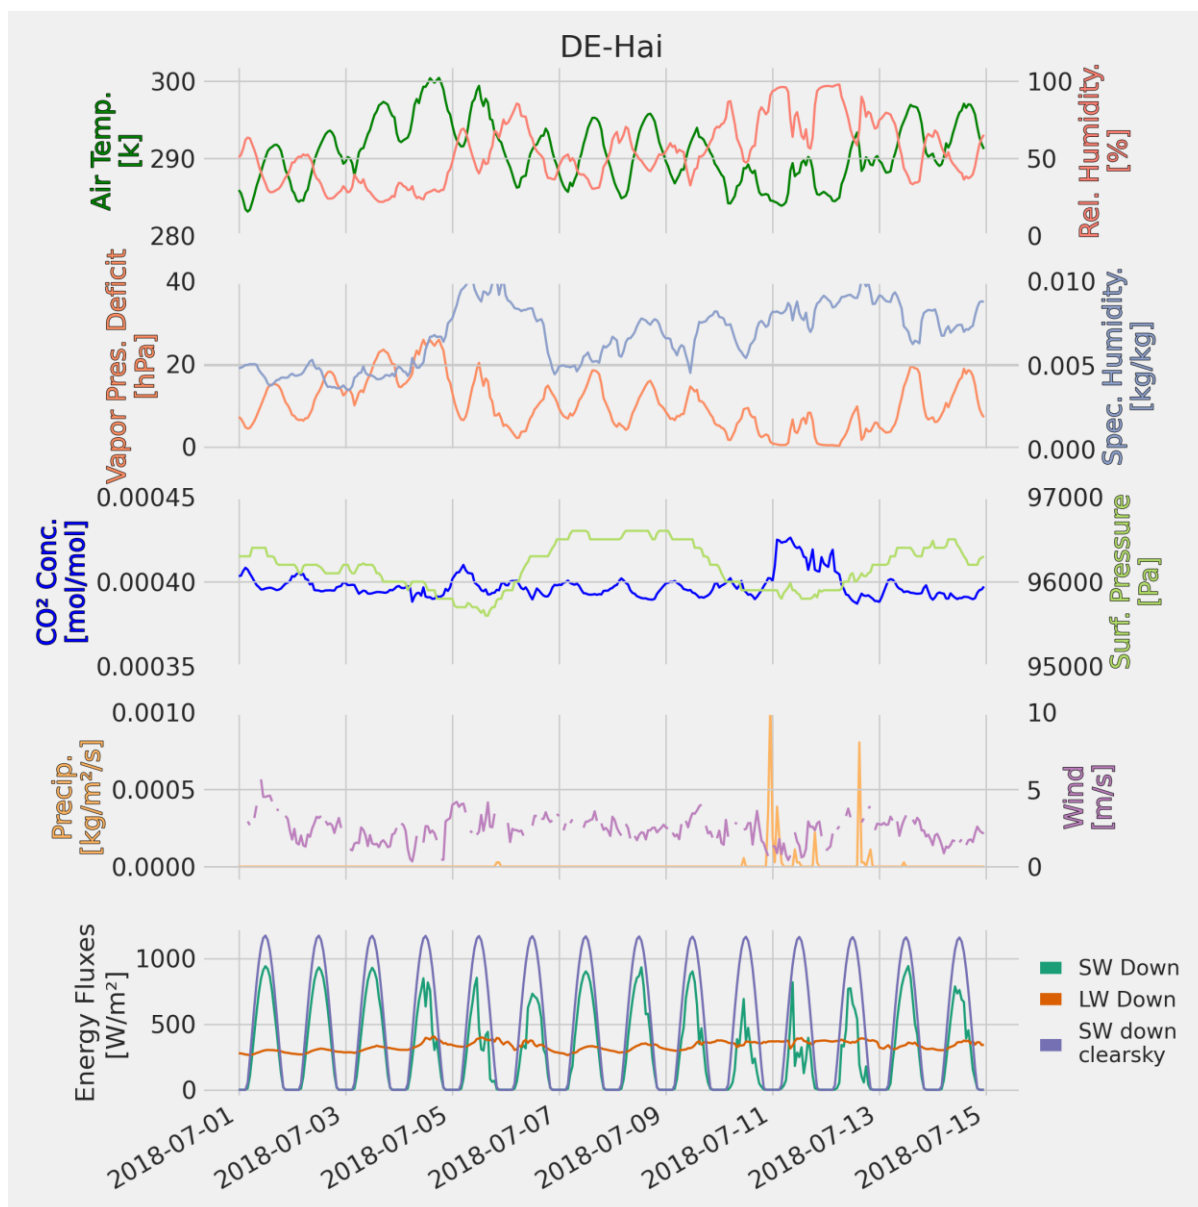 DE-Hai
Air Temp.
[k]
300
290
280
100
50
0
Rel. Humidity.
[%]
Vapor Pres. Deficit
[hPa]
40
20
0
0.010
0.005
0.000
Spec. Humidity.
[kg/kg]
CO² Conc.
[mol/mol]
0.00045
0.00040
0.00035
97000
96000
95000
Surf. Pressure
[Pa]
Precip.
[kg/m²/s]
0.0010
0.0005
0.0000
10
5
0
Wind
[m/s]
Energy Fluxes
[W/m²]
1000
500
0
SW Down
LW Down
SW down
clearsky
2018-07-01
2018-07-03
2018-07-05
2018-07-07
2018-07-09
2018-07-11
2018-07-13
2018-07-15